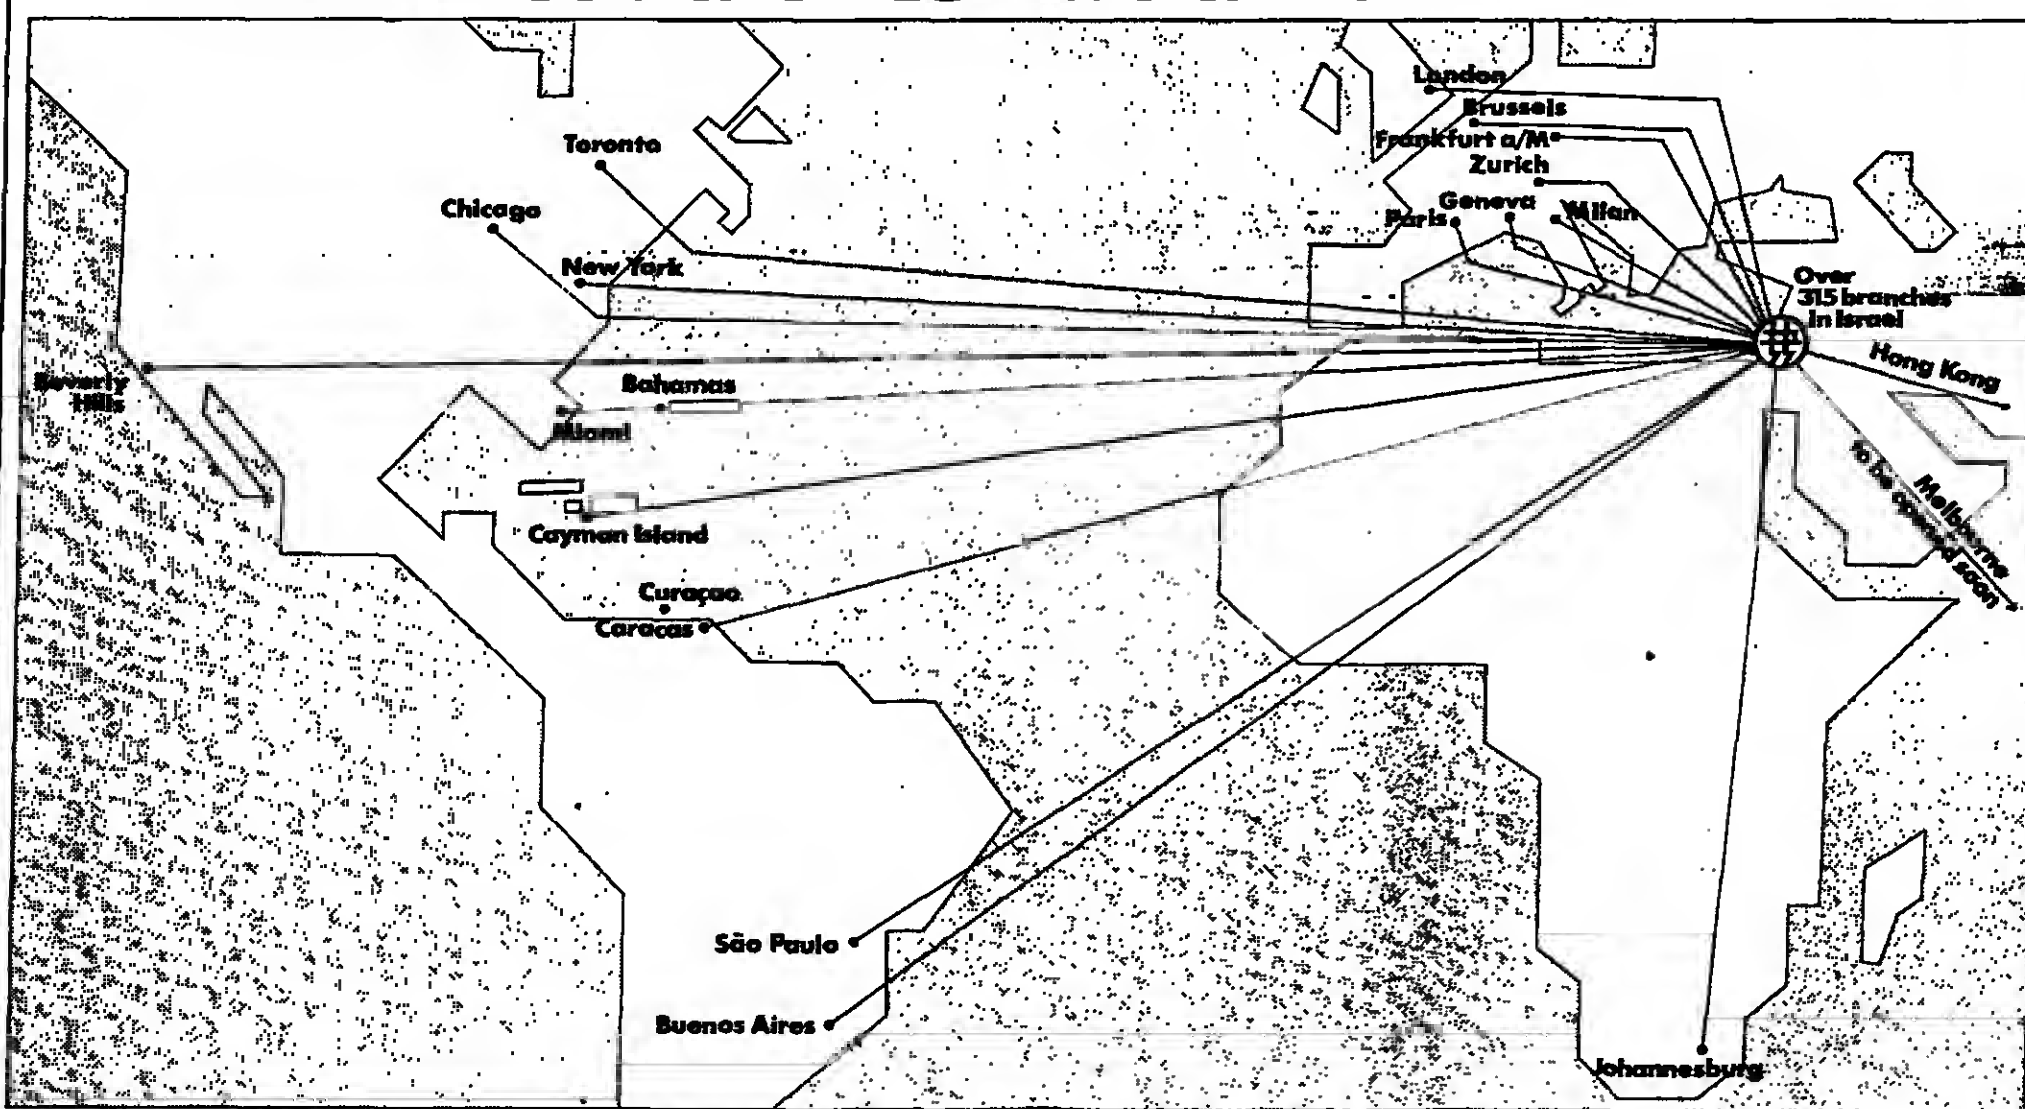 London
Brussels
Frankfurt a/M
Zurich
Geneva
Paris
Milan
Toronto
Chicago
New York
Over
315 branches
in Israel
Hong Kong
Beverly
Hills
Bahamas
Miami
Melborne
to be opened soon
Cayman Island
Curaçao
Caracas
São Paulo
Buenos Aires
Johannesburg